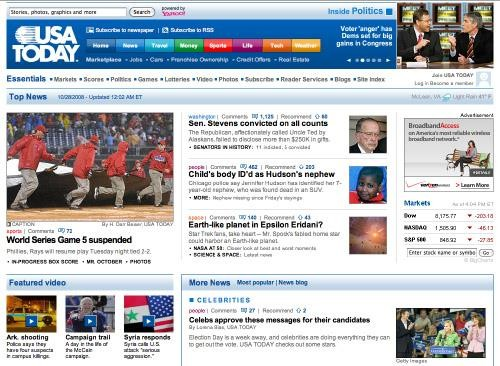 Stories, photos, graphics and more
Search
powered by
YAHOO!
Inside Politics
USA
TODAY.
Subscribe to newspaper | Subscribe to RSS
Home News Travel Money Sports Life Tech Weather
Marketplace • Jobs • Cars • Franchise Ownership • Credit Offers • Real Estate
Voter 'anger' has
Dems set for big
gains in Congress
Join USA TODAY
Log in Become a member
Essentials • Markets • Scores • Politics • Games • Lotteries • Video • Photos • Subscribe • Reader Services • Blogs • Site Index
Top News 10/28/2008 - Updated 12:02 AM ET
McLean, VA Light Rain 41° F
CAPTION
By H. Darr Beiser, USA TODAY
sports | Comments 72
World Series Game 5 suspended
Phillies, Rays will resume play Tuesday night tied 2-2.
• IN-PROGRESS BOX SCORE • MR. OCTOBER • PHOTOS
washington | Comments 1,125 | Recommend 60
Sen. Stevens convicted on all counts
The Republican, affectionately called Uncle Ted by
Alaskans, failed to disclose more than $250K in gifts.
• SENATORS IN HISTORY: 11 indicted, 5 convicted
people | Comments 462 | Recommend 203
Child's body ID'd as Hudson's nephew
Chicago police say Jennifer Hudson has identified her 7-
year-old nephew, who was found dead in an SUV.
• MORE: Nephew missing since Friday's slayings
space | Comments 140 | Recommend 43
Earth-like planet in Epsilon Eridani?
Star Trek fans, take heart -- Mr. Spock's fabled home star
could harbor an Earth-like planet.
• NASA AT 50: Closer look at best and worst moments
• SCIENCE & SPACE: Latest news
Advertisement
BroadbandAccess
on America's most reliable wireless
broadband network.*
verizon wireless
► Learn More
Markets
As of 4:04 PM ET
Dow 8,175.77 -203.18
NASDAQ 1,505.90 -46.13
S&P 500 848.92 -27.85
Enter stock name or symbo Go
© BigCharts
Featured video
Ark. shooting
Police says they
have four suspects
in campus killings.
Campaign trail
A day in the life of
the McCain
campaign.
Syria responds
Syria calls U.S.
attack "serious
aggression."
More News Most popular | News blog
CELEBRITIES
people | Comments 27 | Recommend 2
Celebs approve these messages for their candidates
By Lorena Blas, USA TODAY
Election Day is a week away, and celebrities are doing everything they can
to get out the vote. USA TODAY checks out some stars.
Getty Images